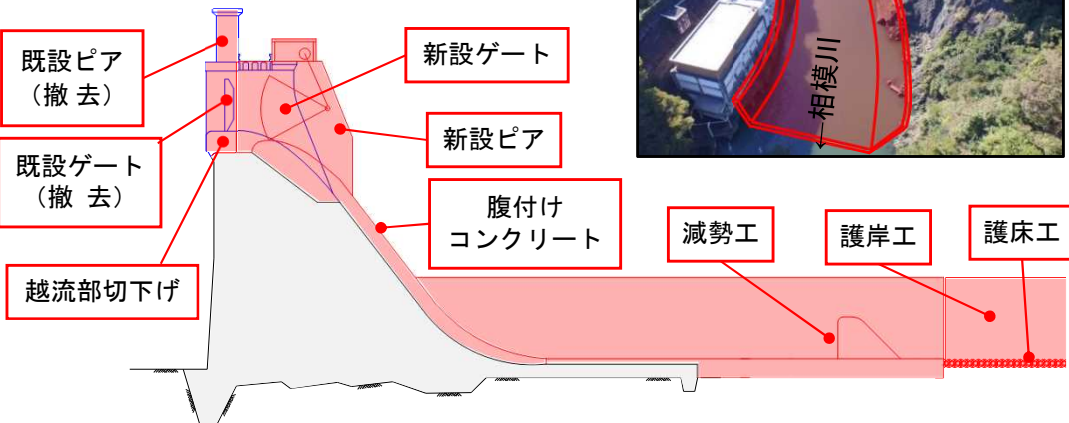 既設ピア
（撤 去）
新設ゲート
←相模川
新設ピア
既設ゲート
（撤 去）
腹付け
コンクリート
減勢工
護岸工
護床工
越流部切下げ